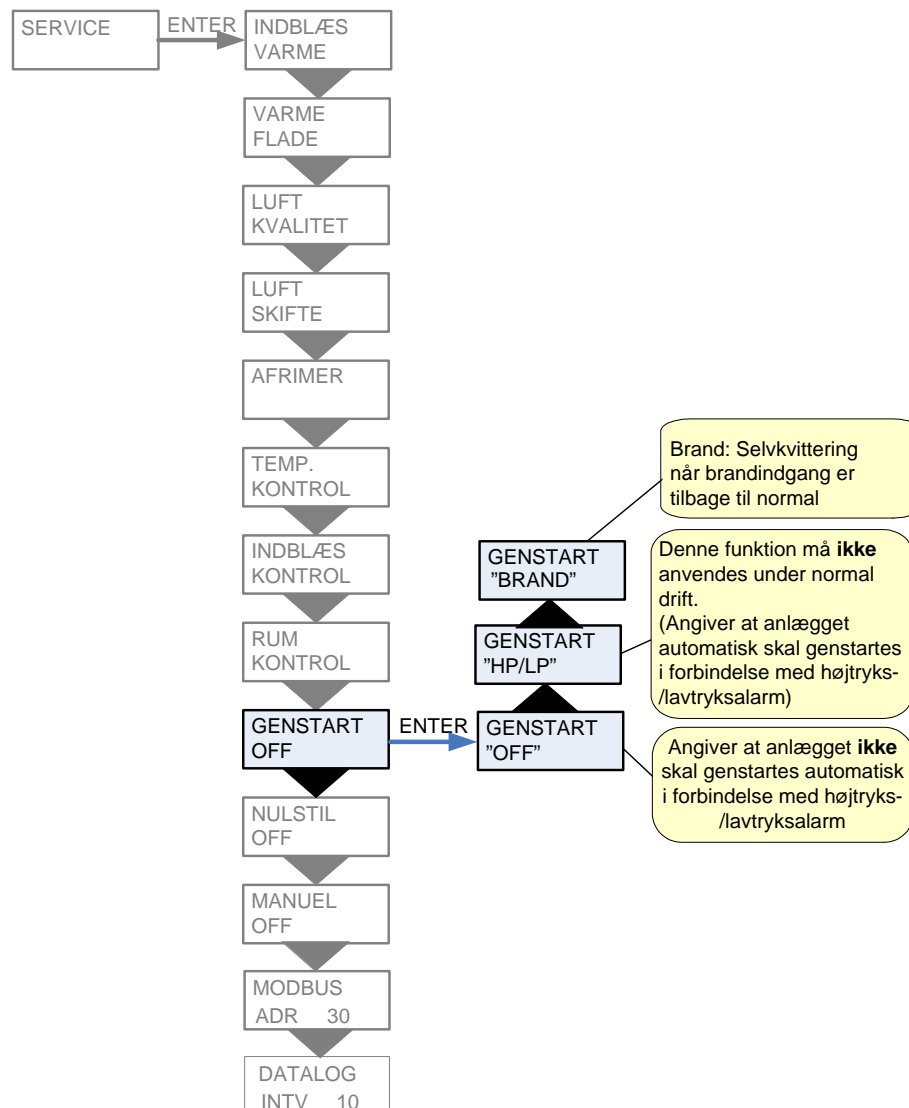 SERVICE
ENTER
INDBLÆS
VARME
VARME
FLADE
LUFT
KVALITET
LUFT
SKIFTE
AFRIMER
TEMP.
KONTROL
INDBLÆS
KONTROL
RUM
KONTROL
GENSTART
OFF
ENTER
GENSTART
"OFF"
GENSTART
"HP/LP"
GENSTART
"BRAND"
Brand: Selvkvittering
når brandindgang er
tilbage til normal
Denne funktion må ikke
anvendes under normal
drift.
(Angiver at anlægget
automatisk skal genstartes
i forbindelse med højtryks-
/lavtryksalarm)
Angiver at anlægget ikke
skal genstartes automatisk
i forbindelse med højtryks-
/lavtryksalarm
NULSTIL
OFF
MANUEL
OFF
MODBUS
ADR 30
DATALOG
INTV 10